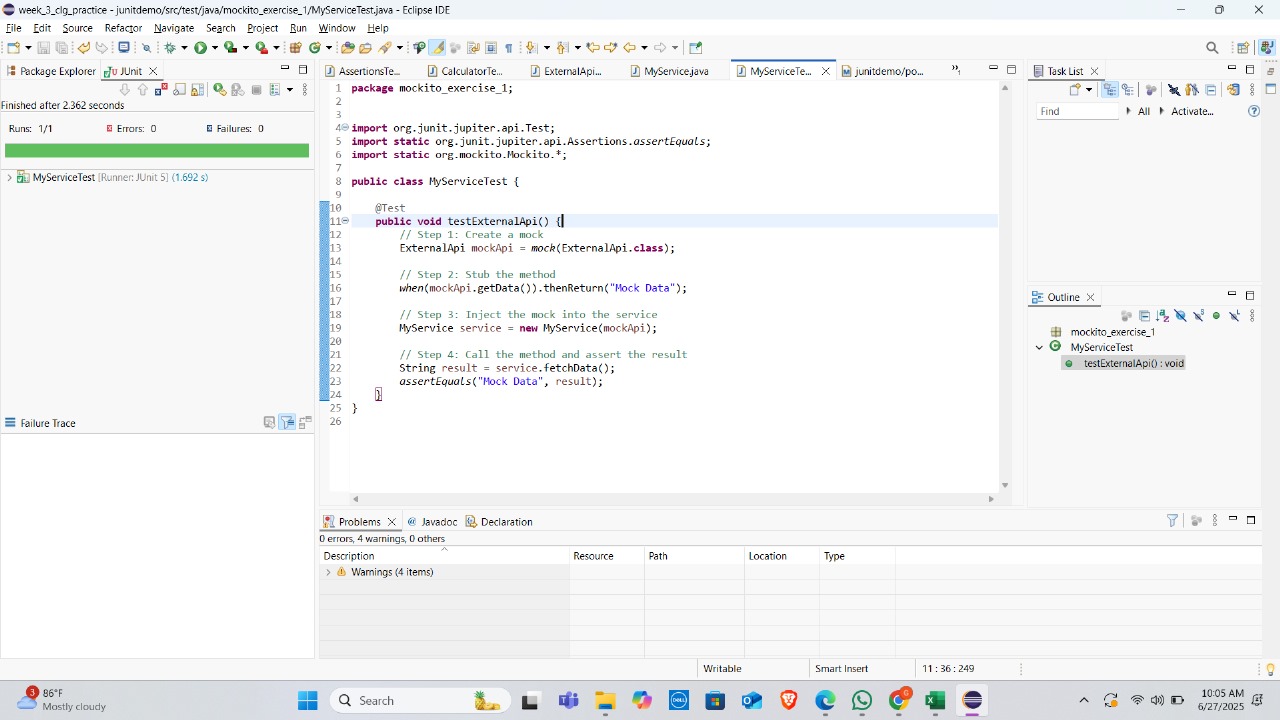 week_3_clg_practice - junitdemo/src/test/java/mockito_exercise_1/MyServiceTest.java - Eclipse IDE
File Edit Source Refactor Navigate Search Project Run Window Help
Package Explorer JUnit
Finished after 2.362 seconds
Runs: 1/1 Errors: 0 Failures: 0
MyServiceTest [Runner: JUnit 5] (1.692 s)
Failure Trace
AssertionsTe... CalculatorTe... ExternalApi... MyService.java MyServiceTe... junitdemo/po...
1 package mockito_exercise_1;
2
3
4 import org.junit.jupiter.api.Test;
5 import static org.junit.jupiter.api.Assertions.assertEquals;
6 import static org.mockito.Mockito.*;
7
8 public class MyServiceTest {
9
10 @Test
11 public void testExternalApi() {
12 // Step 1: Create a mock
13 ExternalApi mockApi = mock(ExternalApi.class);
14
15 // Step 2: Stub the method
16 when(mockApi.getData()).thenReturn("Mock Data");
17
18 // Step 3: Inject the mock into the service
19 MyService service = new MyService(mockApi);
20
21 // Step 4: Call the method and assert the result
22 String result = service.fetchData();
23 assertEquals("Mock Data", result);
24 }
25 }
26
Task List
Find All Activate...
Outline
mockito_exercise_1
MyServiceTest
testExternalApi() : void
Problems Javadoc Declaration
0 errors, 4 warnings, 0 others
Description Resource Path Location Type
Warnings (4 items)
Writable Smart Insert 11 : 36 : 249
3 86°F
Mostly cloudy
Search
DELL
G
10:05 AM
6/27/2025